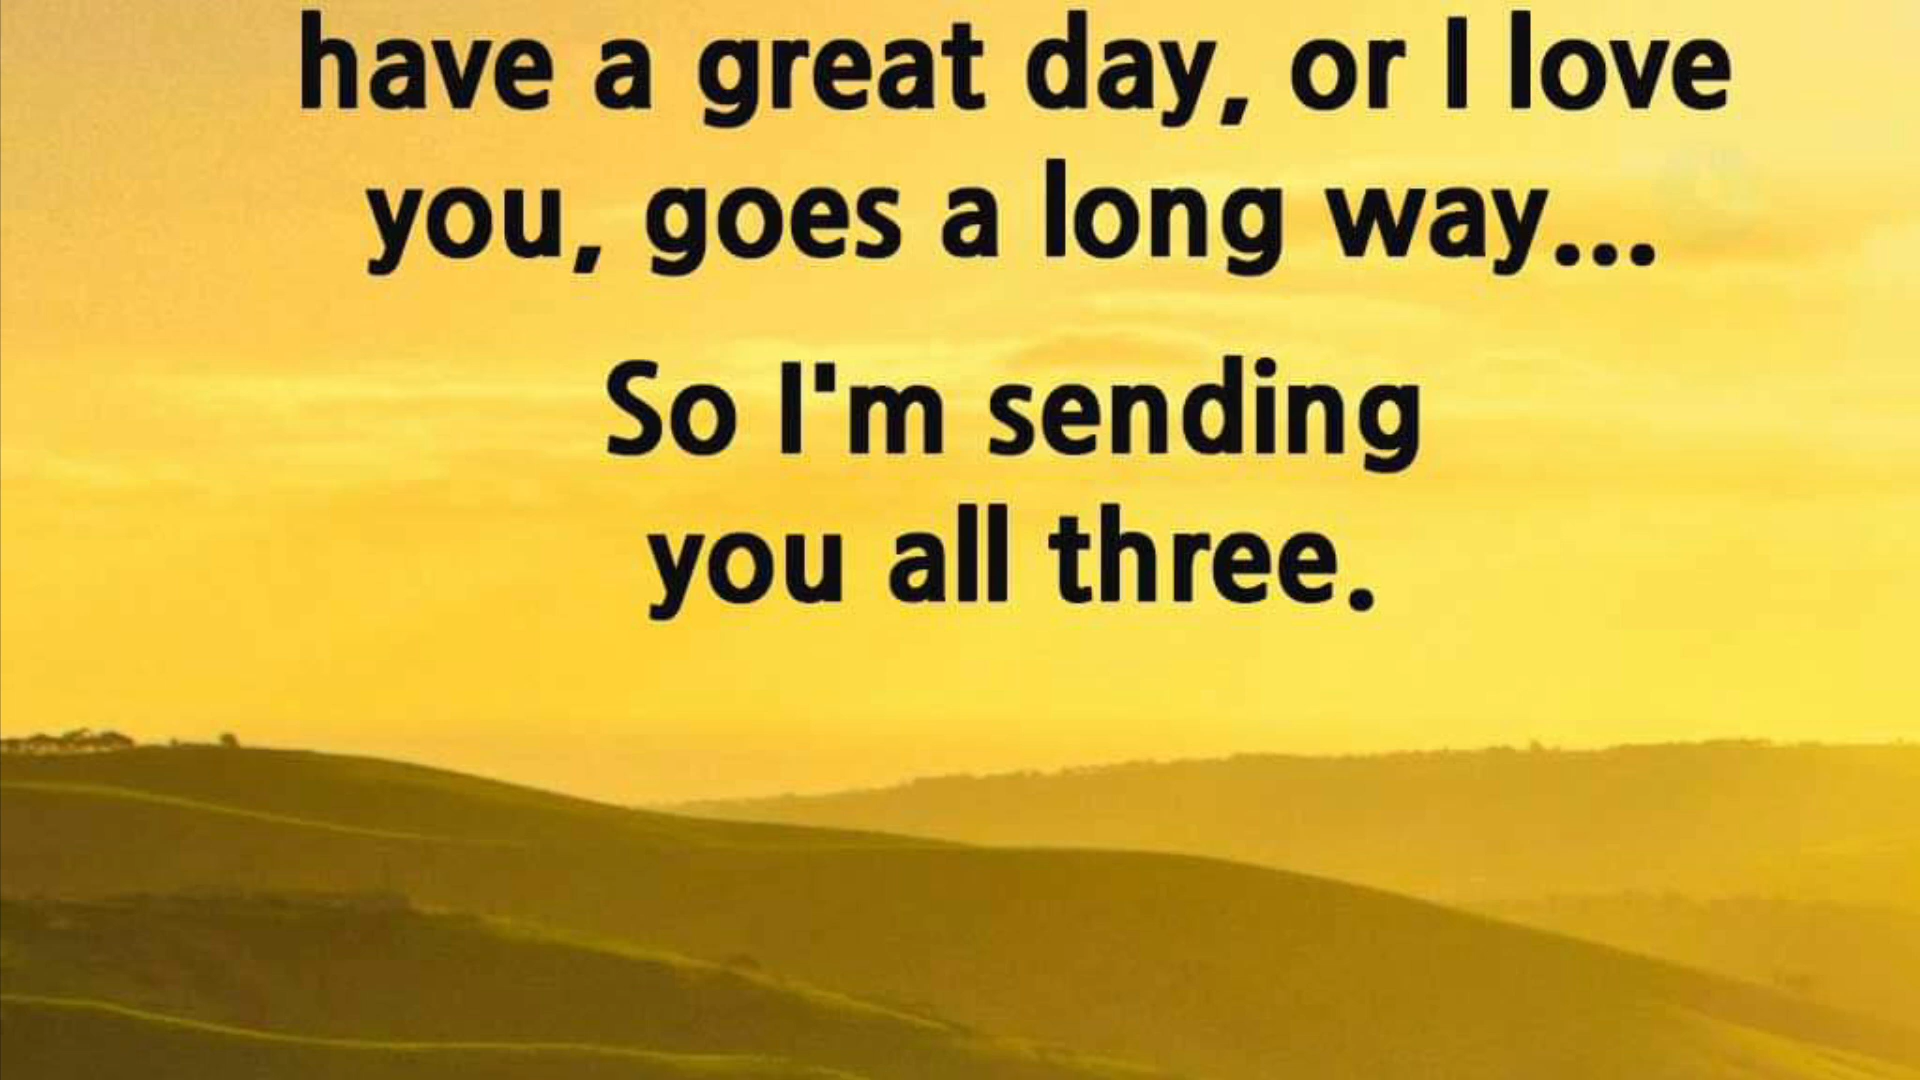 have a great day, or I love
you, goes a long way...
So I'm sending
you all three.